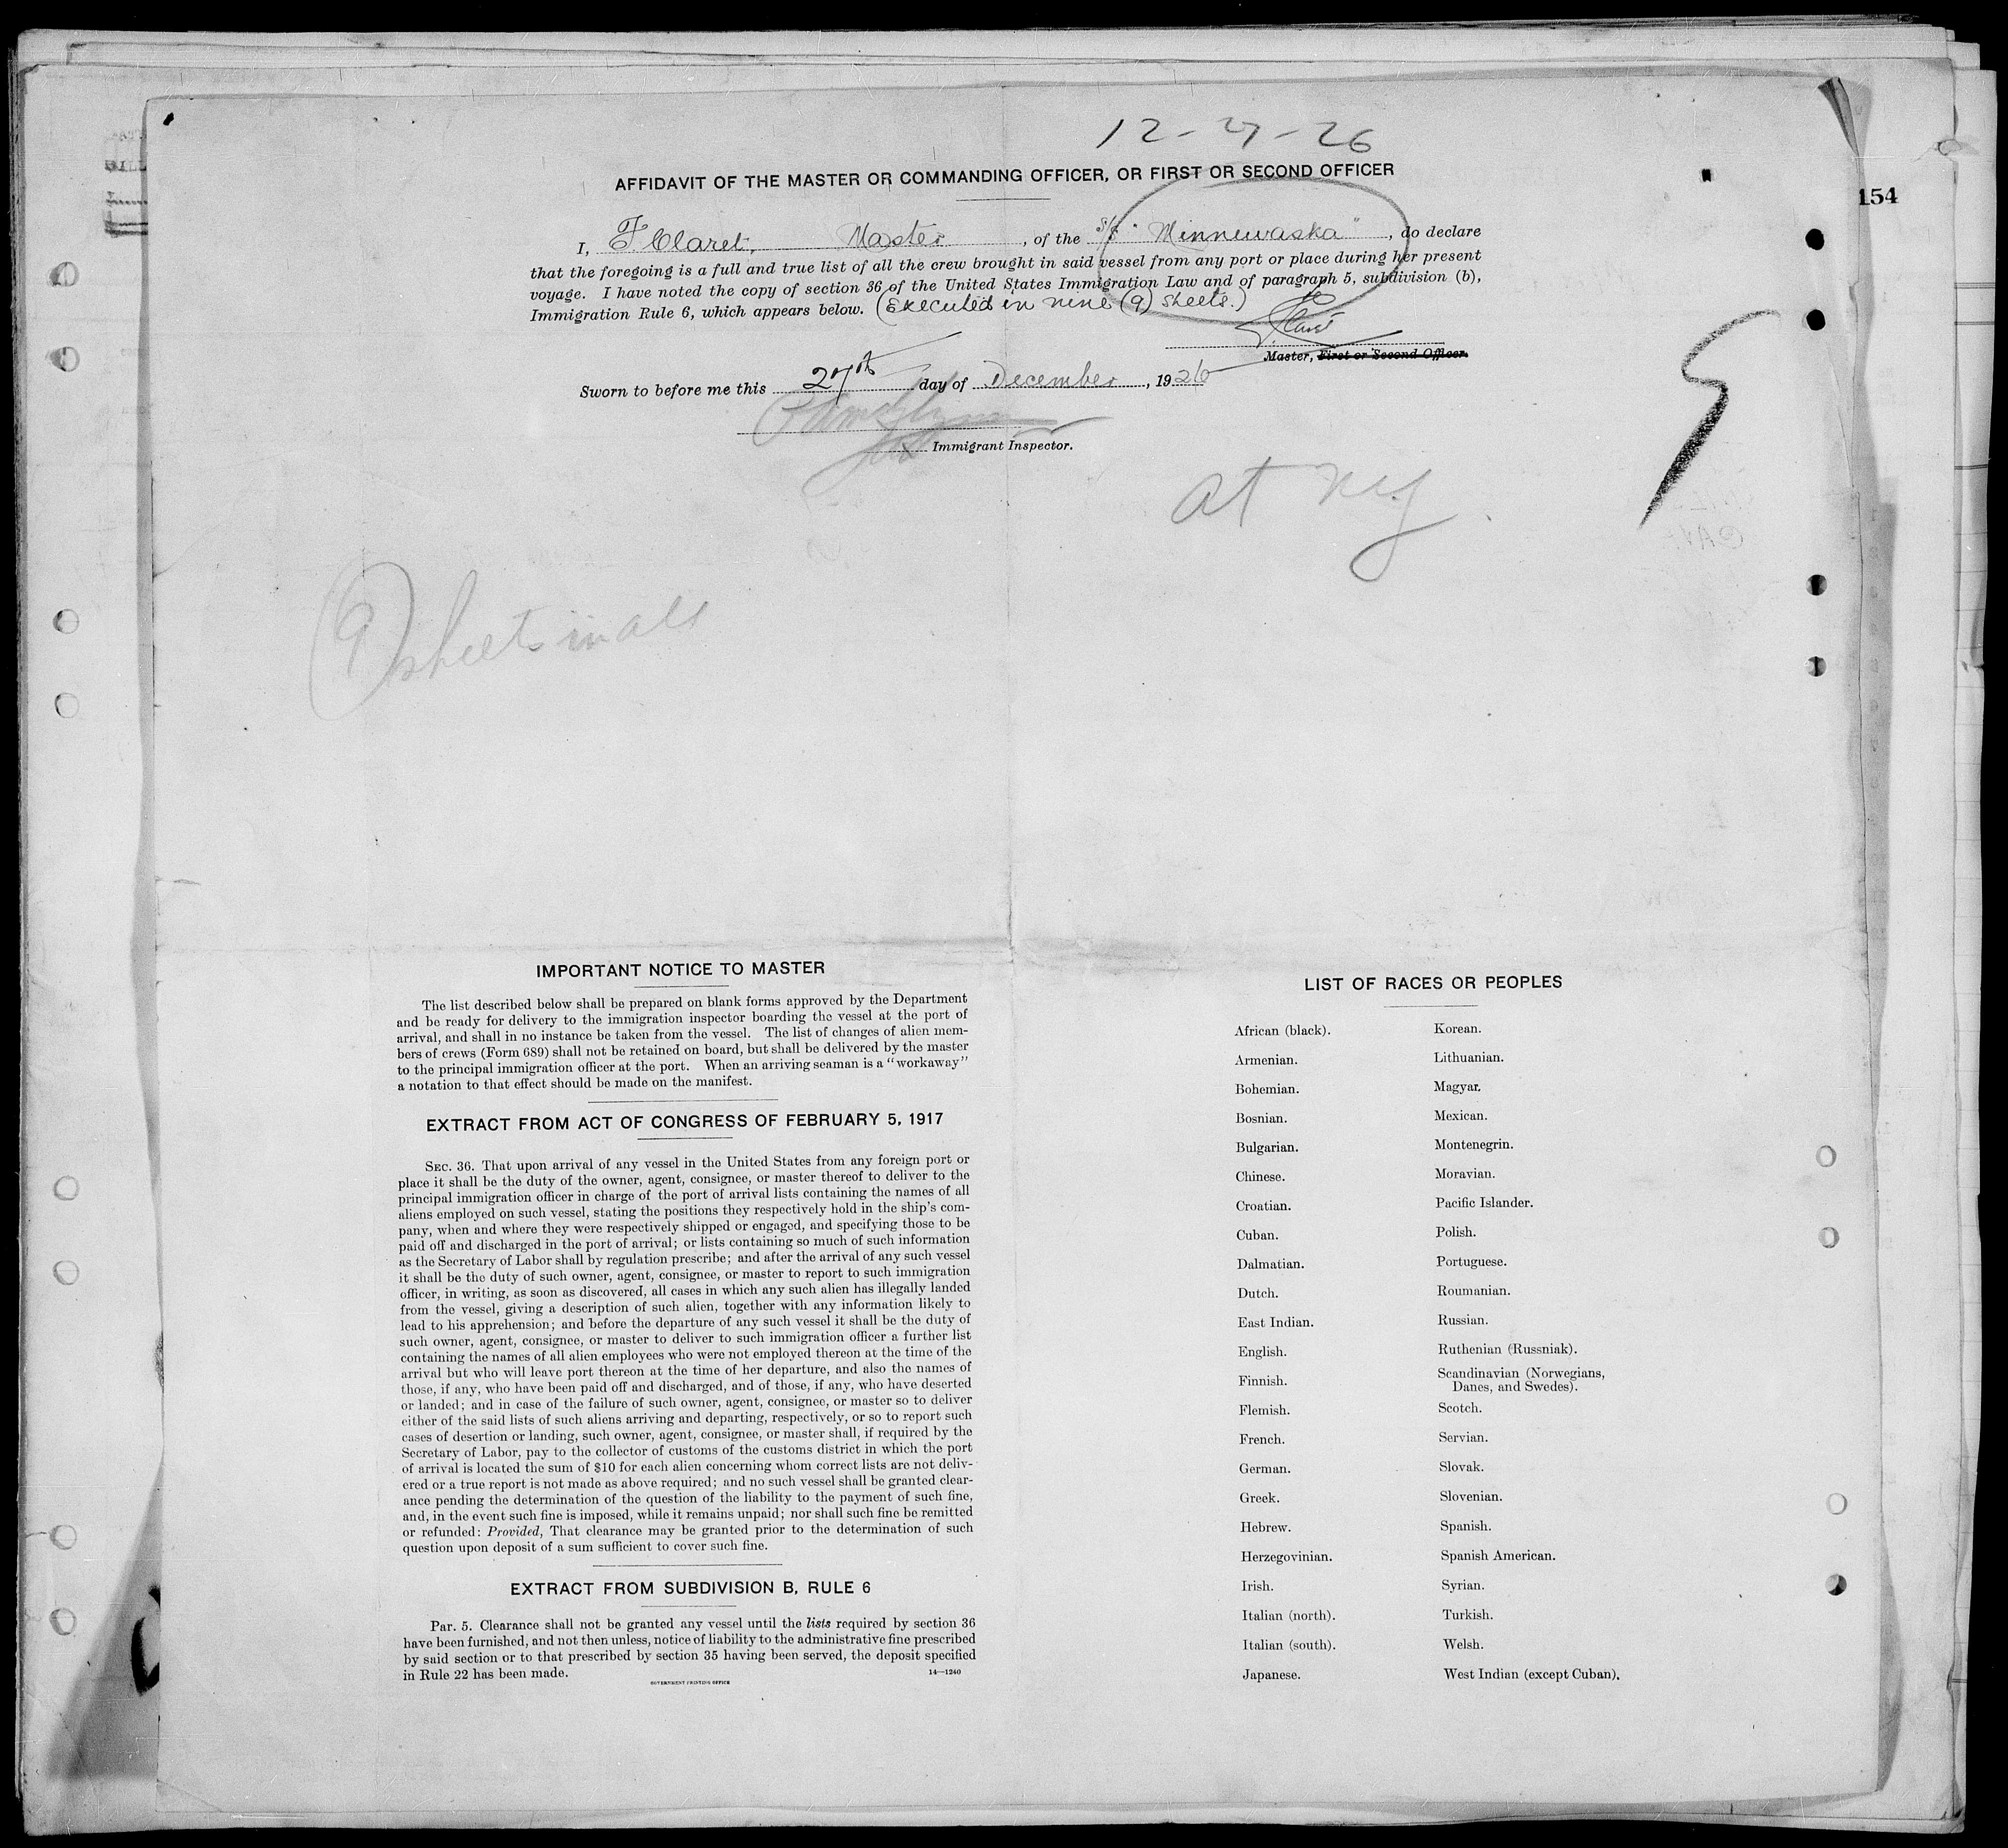 12-27-26
AFFIDAVIT OF THE MASTER OR COMMANDING OFFICER, OR FIRST OR SECOND OFFICER
154
I, F Claret, Master, of the S/S "Minnewaska", do declare
that the foregoing is a full and true list of all the crew brought in said vessel from any port or place during her present
voyage. I have noted the copy of section 36 of the United States Immigration Law and of paragraph 5, subdivision (b),
Immigration Rule 6, which appears below. (Executed in nine (9) sheets.)
F. Claret
Master, First or Second Officer.
Sworn to before me this 27th day of December, 1926
Immigrant Inspector.
at NY.
(9) sheets in all
IMPORTANT NOTICE TO MASTER
The list described below shall be prepared on blank forms approved by the Department
and be ready for delivery to the immigration inspector boarding the vessel at the port of
arrival, and shall in no instance be taken from the vessel. The list of changes of alien mem-
bers of crews (Form 689) shall not be retained on board, but shall be delivered by the master
to the principal immigration officer at the port. When an arriving seaman is a "workaway"
a notation to that effect should be made on the manifest.
EXTRACT FROM ACT OF CONGRESS OF FEBRUARY 5, 1917
SEC. 36. That upon arrival of any vessel in the United States from any foreign port or
place it shall be the duty of the owner, agent, consignee, or master thereof to deliver to the
principal immigration officer in charge of the port of arrival lists containing the names of all
aliens employed on such vessel, stating the positions they respectively hold in the ship's com-
pany, when and where they were respectively shipped or engaged, and specifying those to be
paid off and discharged in the port of arrival; or lists containing so much of such information
as the Secretary of Labor shall by regulation prescribe; and after the arrival of any such vessel
it shall be the duty of such owner, agent, consignee, or master to report to such immigration
officer, in writing, as soon as discovered, all cases in which any such alien has illegally landed
from the vessel, giving a description of such alien, together with any information likely to
lead to his apprehension; and before the departure of any such vessel it shall be the duty of
such owner, agent, consignee, or master to deliver to such immigration officer a further list
containing the names of all alien employees who were not employed thereon at the time of the
arrival but who will leave port thereon at the time of her departure, and also the names of
those, if any, who have been paid off and discharged, and of those, if any, who have deserted
or landed; and in case of the failure of such owner, agent, consignee, or master so to deliver
either of the said lists of such aliens arriving and departing, respectively, or so to report such
cases of desertion or landing, such owner, agent, consignee, or master shall, if required by the
Secretary of Labor, pay to the collector of customs of the customs district in which the port
of arrival is located the sum of $10 for each alien concerning whom correct lists are not deliv-
ered or a true report is not made as above required; and no such vessel shall be granted clear-
ance pending the determination of the question of the liability to the payment of such fine,
and, in the event such fine is imposed, while it remains unpaid; nor shall such fine be remitted
or refunded: Provided, That clearance may be granted prior to the determination of such
question upon deposit of a sum sufficient to cover such fine.
EXTRACT FROM SUBDIVISION B, RULE 6
Par. 5. Clearance shall not be granted any vessel until the lists required by section 36
have been furnished, and not then unless, notice of liability to the administrative fine prescribed
by said section or to that prescribed by section 35 having been served, the deposit specified
in Rule 22 has been made.
14—1240
GOVERNMENT PRINTING OFFICE
LIST OF RACES OR PEOPLES
African (black).
Armenian.
Bohemian.
Bosnian.
Bulgarian.
Chinese.
Croatian.
Cuban.
Dalmatian.
Dutch.
East Indian.
English.
Finnish.
Flemish.
French.
German.
Greek.
Hebrew.
Herzegovinian.
Irish.
Italian (north).
Italian (south).
Japanese.
Korean.
Lithuanian.
Magyar.
Mexican.
Montenegrin.
Moravian.
Pacific Islander.
Polish.
Portuguese.
Roumanian.
Russian.
Ruthenian (Russniak).
Scandinavian (Norwegians,
Danes, and Swedes).
Scotch.
Servian.
Slovak.
Slovenian.
Spanish.
Spanish American.
Syrian.
Turkish.
Welsh.
West Indian (except Cuban).